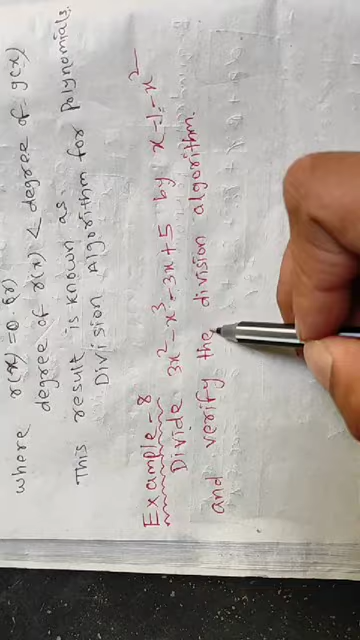 where r(x) = 0 or
degree of r(x) < degree of g(x)
This result is known as
Division Algorithm for polynomials.
Example - 8
Divide 3x² - x³ - 3x + 5 by x - 1 - x²
and verify the division algorithm.